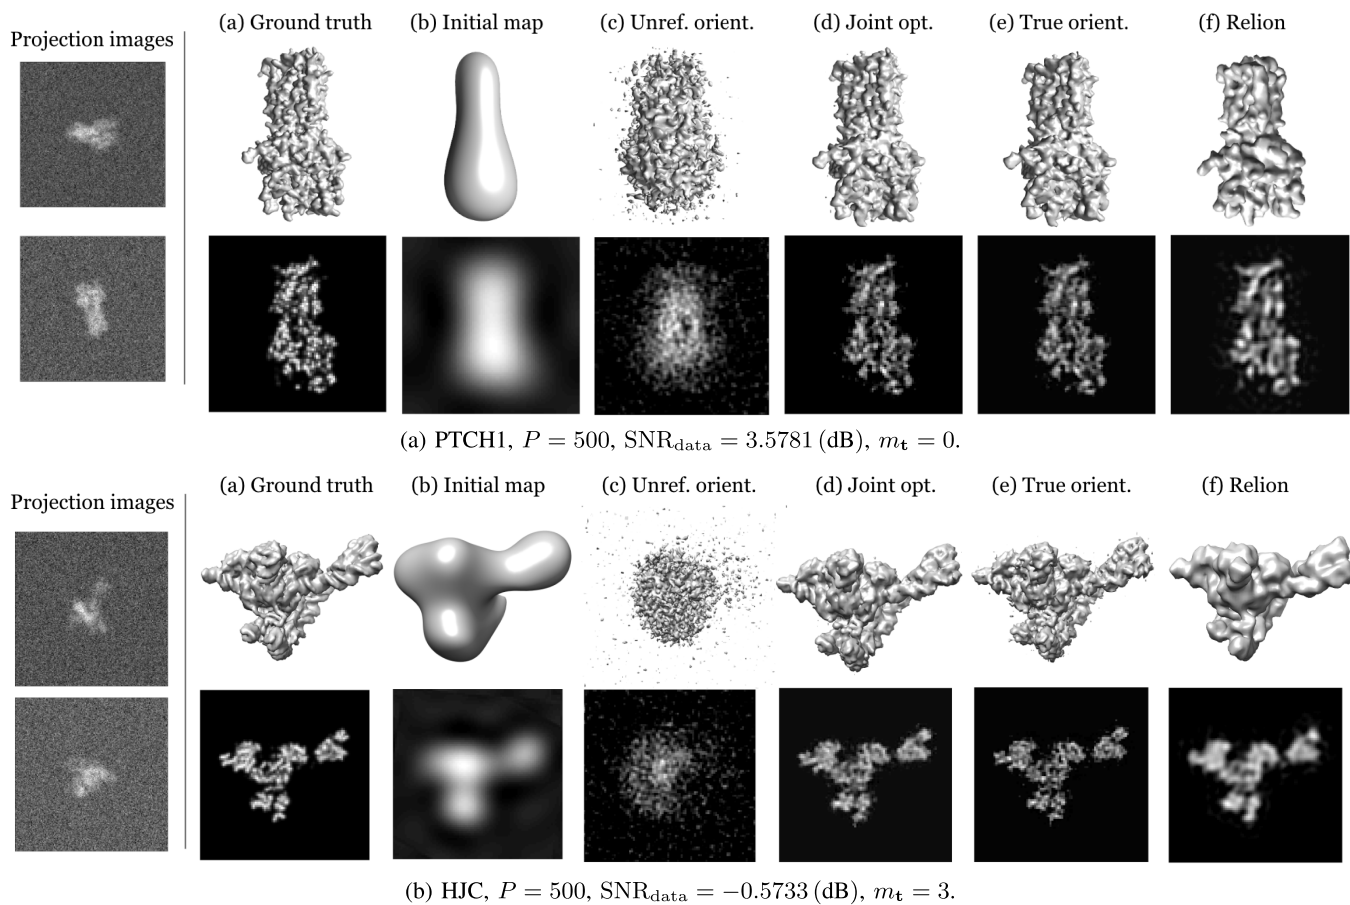 (a) Ground truth (b) Initial map (c) Unref. orient. (d) Joint opt. (e) True orient. (f) Relion
Projection images
(a) PTCH1, P = 500, SNR_data = 3.5781 (dB), m_t = 0.
(a) Ground truth (b) Initial map (c) Unref. orient. (d) Joint opt. (e) True orient. (f) Relion
Projection images
(b) HJC, P = 500, SNR_data = −0.5733 (dB), m_t = 3.